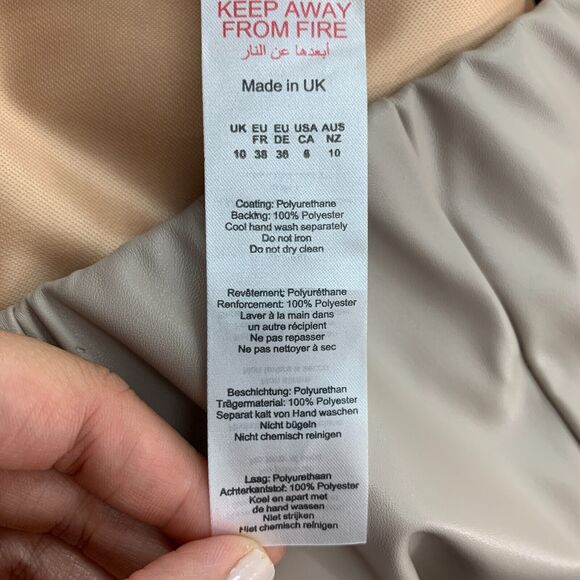 KEEP AWAY
FROM FIRE
أبعدها عن النار
Made in UK
UK EU EU USA AUS
FR DE CA NZ
10 38 36 6 10
Coating: Polyurethane
Backing: 100% Polyester
Cool hand wash separately
Do not iron
Do not dry clean
Revêtement: Polyuréthane
Renforcement: 100% Polyester
Laver à la main dans
un autre récipient
Ne pas repasser
Ne pas nettoyer à sec
Beschichtung: Polyurethan
Trägermaterial: 100% Polyester
Separat kalt von Hand waschen
Nicht bügeln
Nicht chemisch reinigen
Laag: Polyurethaan
Achterkantstof: 100% Polyester
Koel en apart met
de hand wassen
Niet strijken
Niet chemisch reinigen